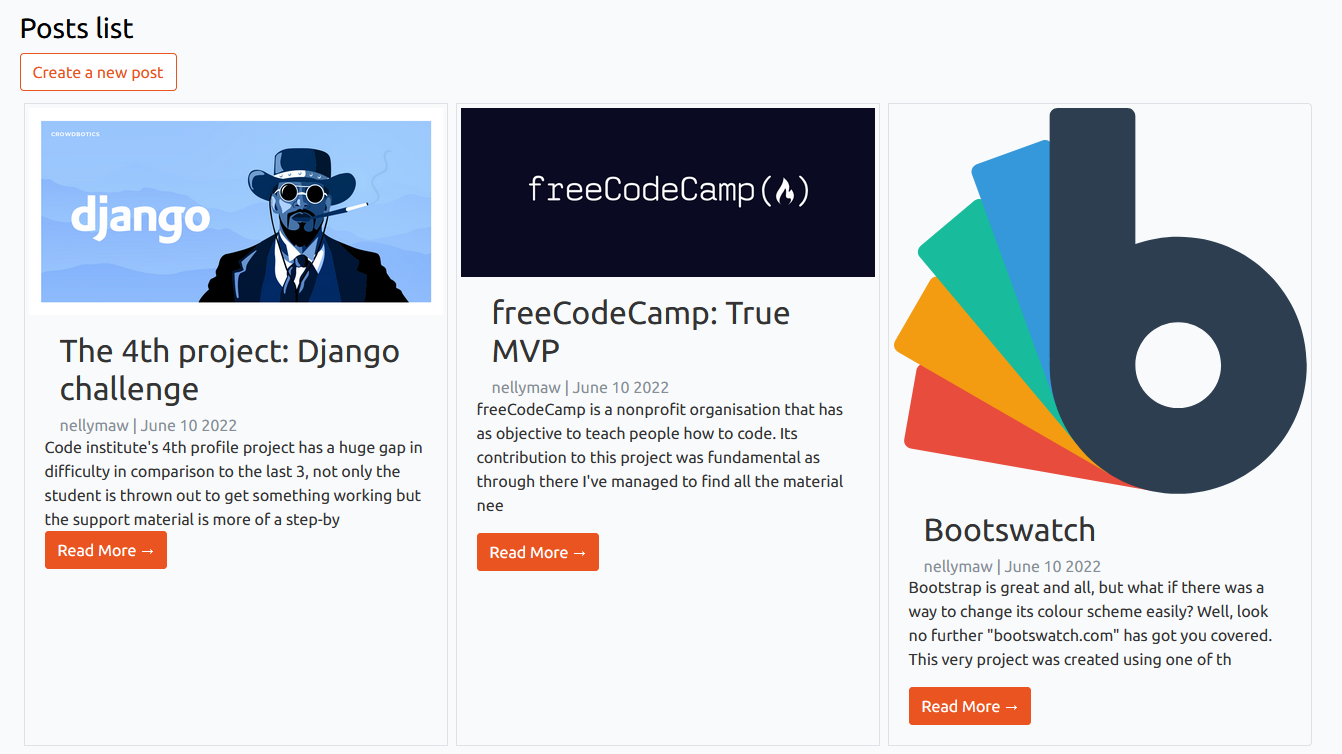 Posts list
Create a new post
CROWDBOTICS
django
The 4th project: Django
challenge
nellymaw | June 10 2022
Code institute's 4th profile project has a huge gap in
difficulty in comparison to the last 3, not only the
student is thrown out to get something working but
the support material is more of a step-by
Read More →
freeCodeCamp(🔥)
freeCodeCamp: True
MVP
nellymaw | June 10 2022
freeCodeCamp is a nonprofit organisation that has
as objective to teach people how to code. Its
contribution to this project was fundamental as
through there I've managed to find all the material
nee
Read More →
b
Bootswatch
nellymaw | June 10 2022
Bootstrap is great and all, but what if there was a
way to change its colour scheme easily? Well, look
no further "bootswatch.com" has got you covered.
This very project was created using one of th
Read More →